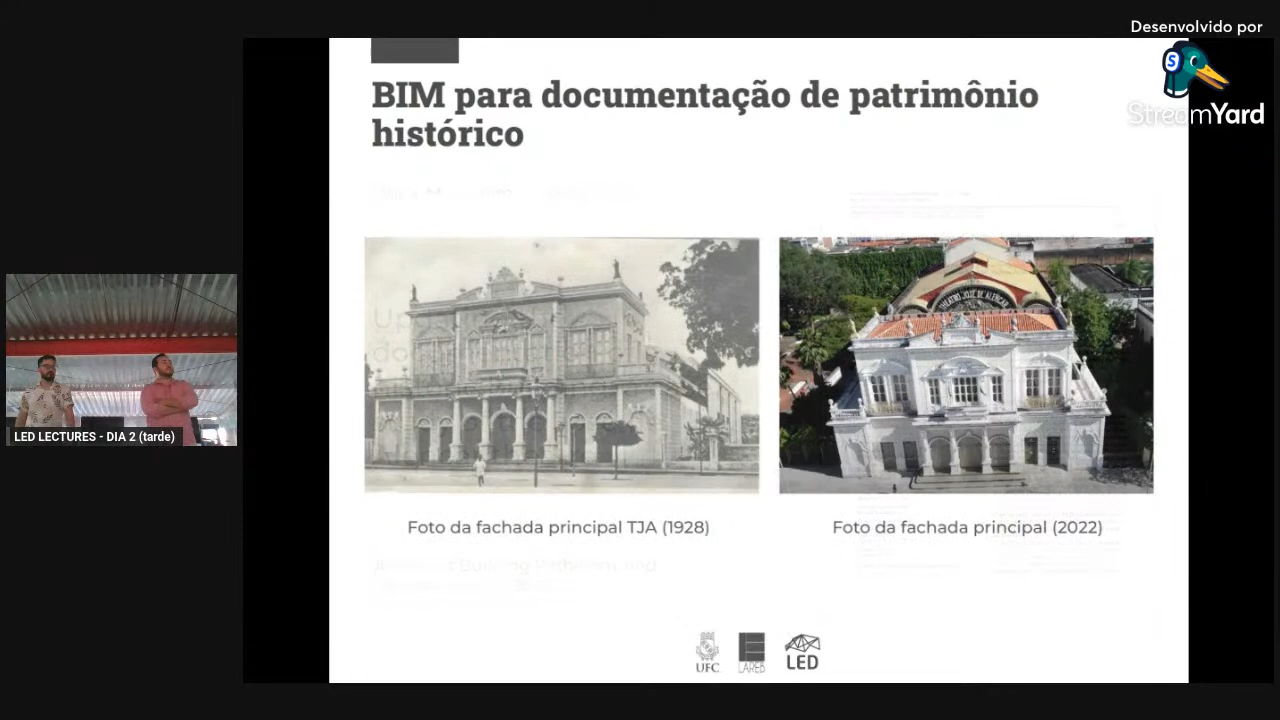 Desenvolvido por
StreamYard
BIM para documentação de patrimônio
histórico
THEATRO JOSÉ DE ALENCAR
Foto da fachada principal TJA (1928)
Foto da fachada principal (2022)
LED LECTURES - DIA 2 (tarde)
UFC LAREB LED